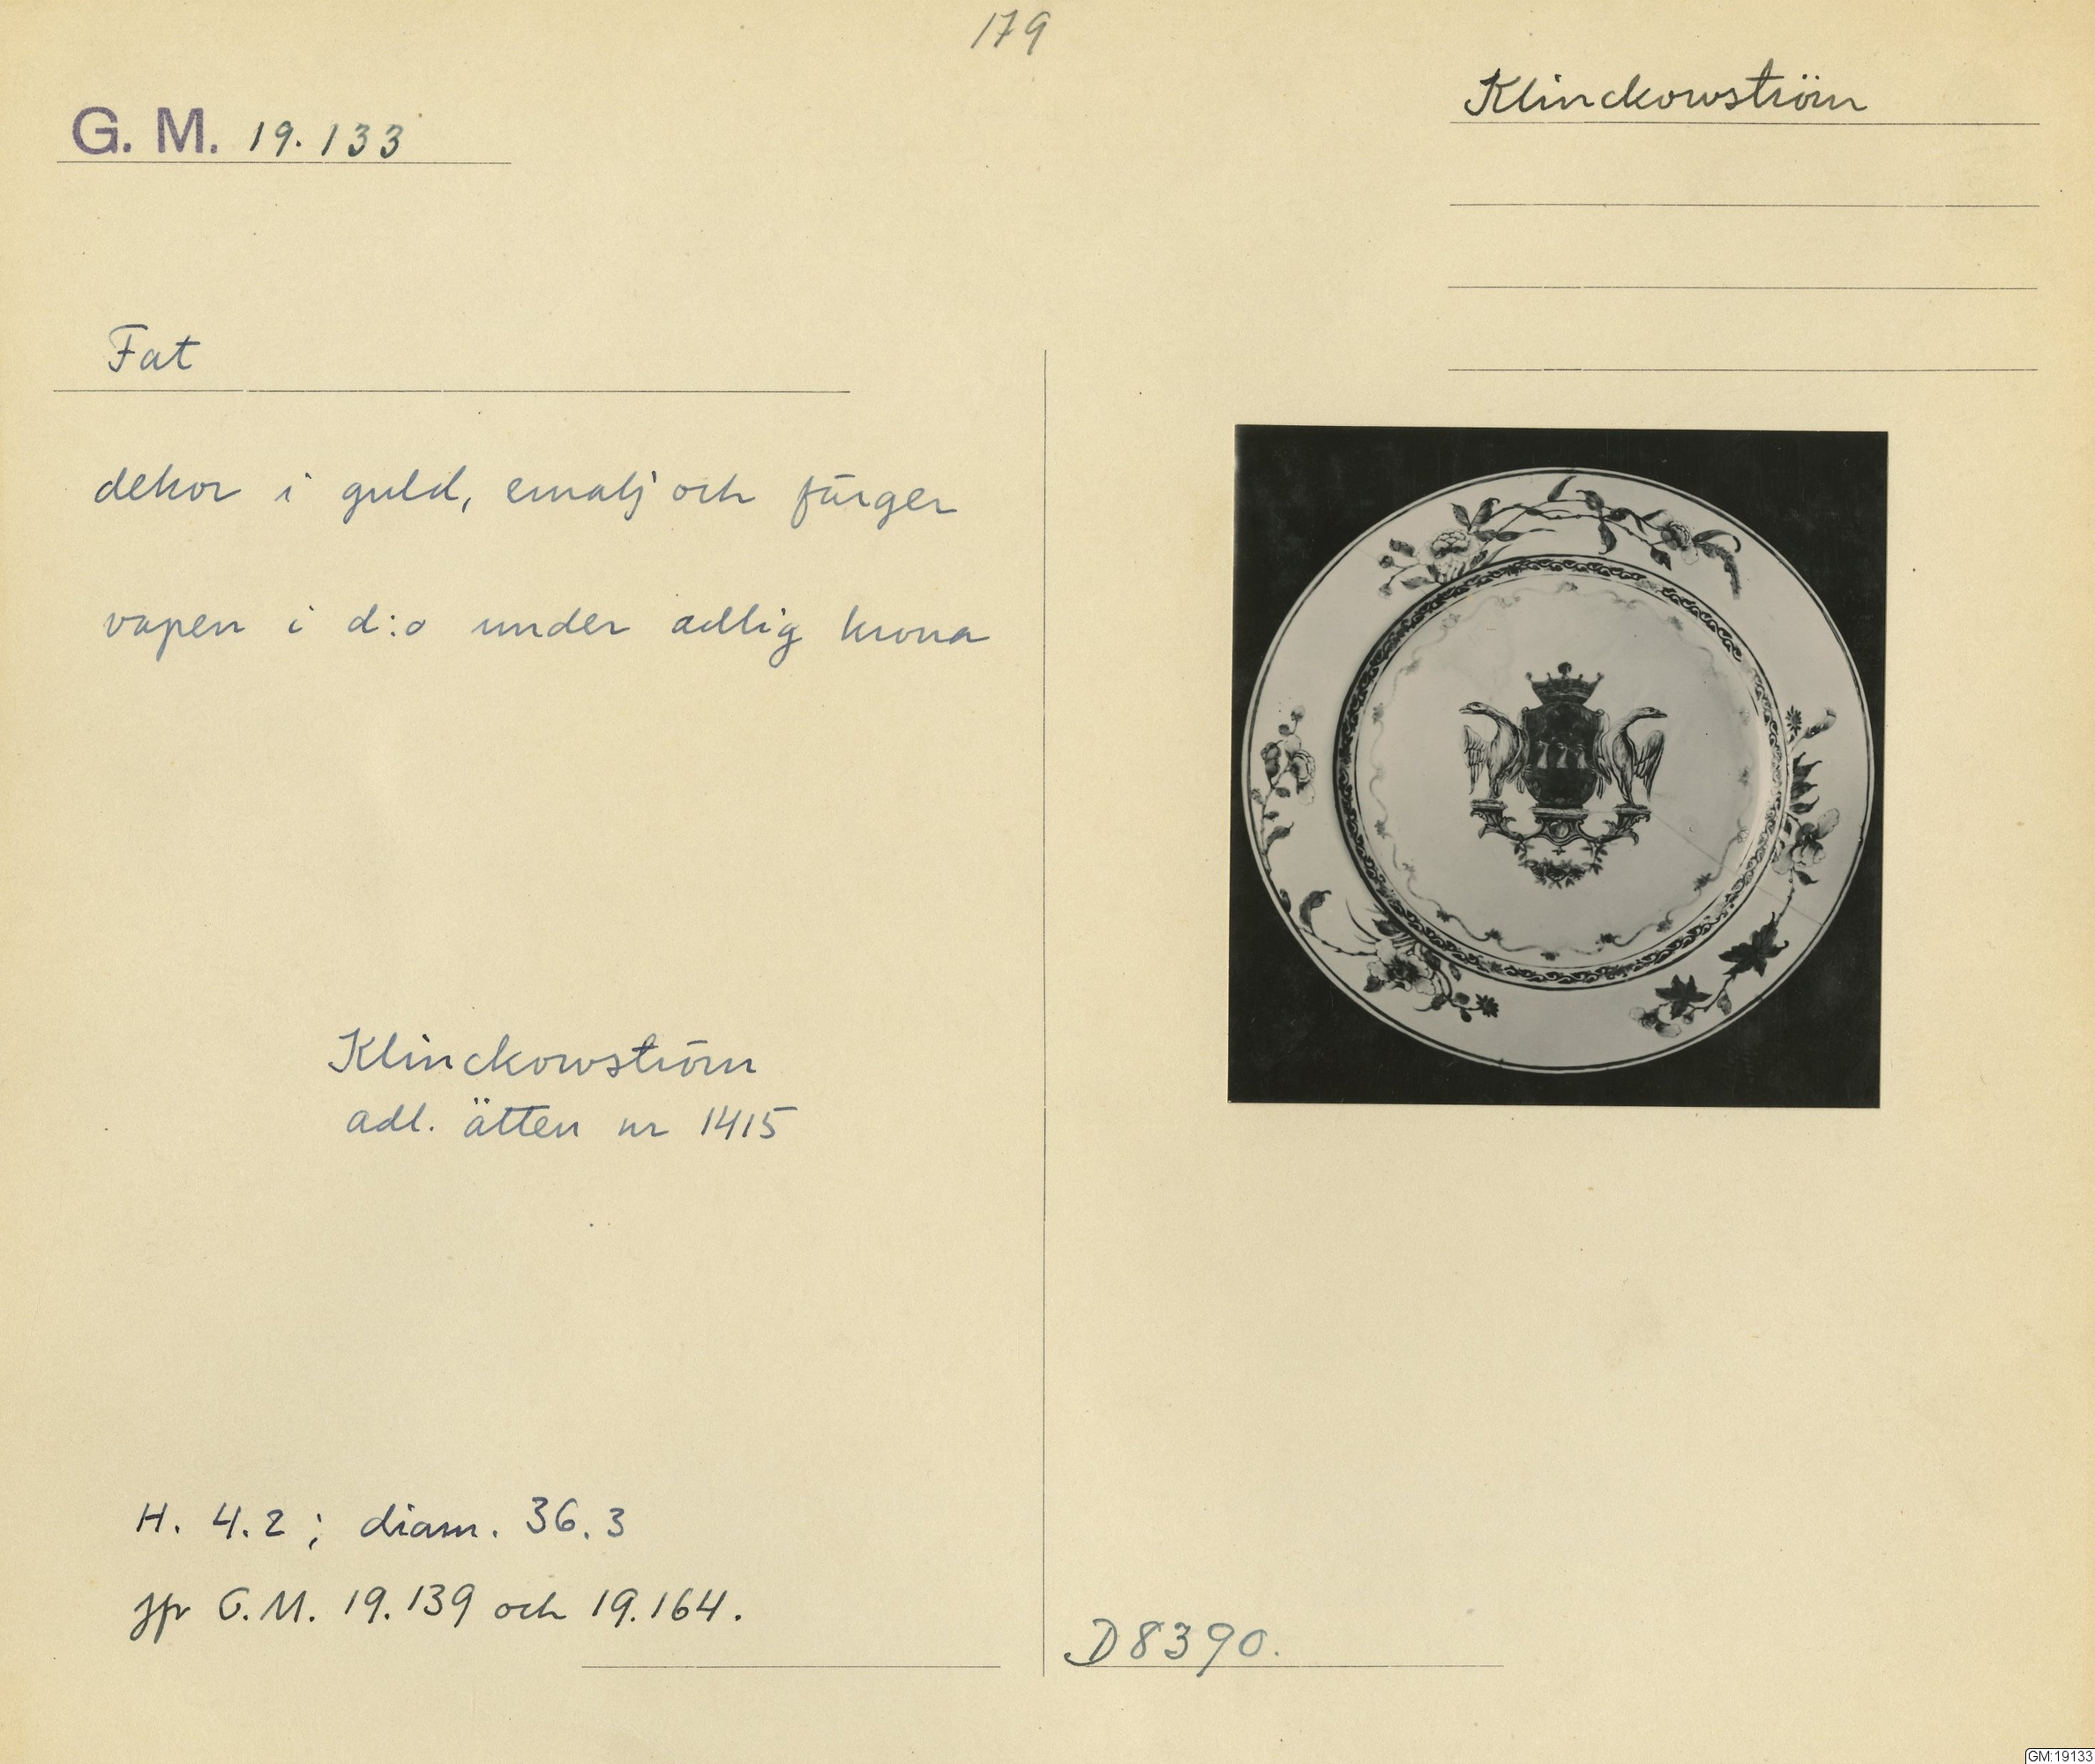 179
G. M. 19.133
Klinckowström
Fat
dekor i guld, emalj och färger
vapen i d:o under adlig krona
Klinckowström
adl. ätten nr 1415
H. 4.2 ; diam. 36.3
jfr G.M. 19.139 och 19.164.
D8390.
GM:19133